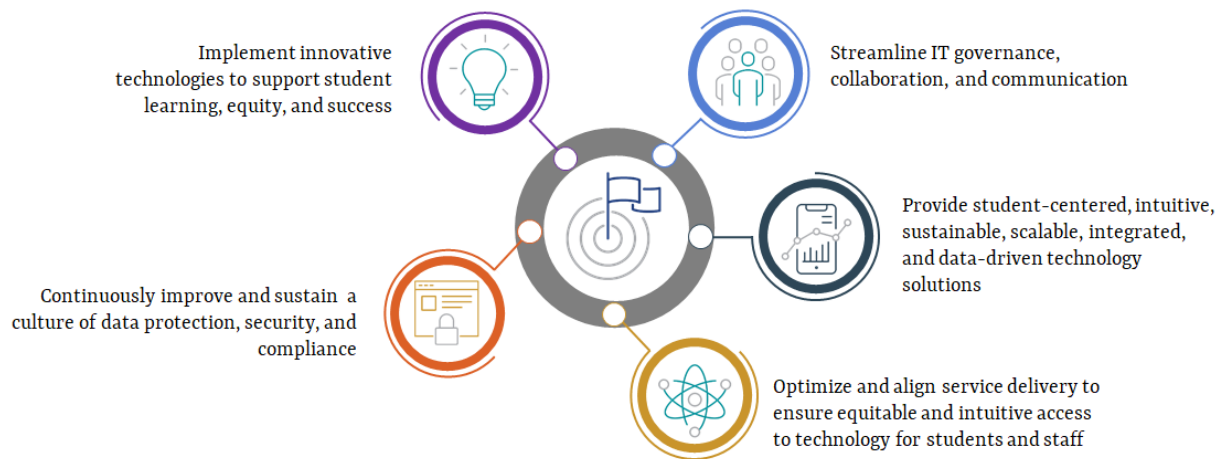 Implement innovative
technologies to support student
learning, equity, and success
Streamline IT governance,
collaboration, and communication
Provide student-centered, intuitive,
sustainable, scalable, integrated,
and data-driven technology
solutions
Continuously improve and sustain a
culture of data protection, security, and
compliance
Optimize and align service delivery to
ensure equitable and intuitive access
to technology for students and staff